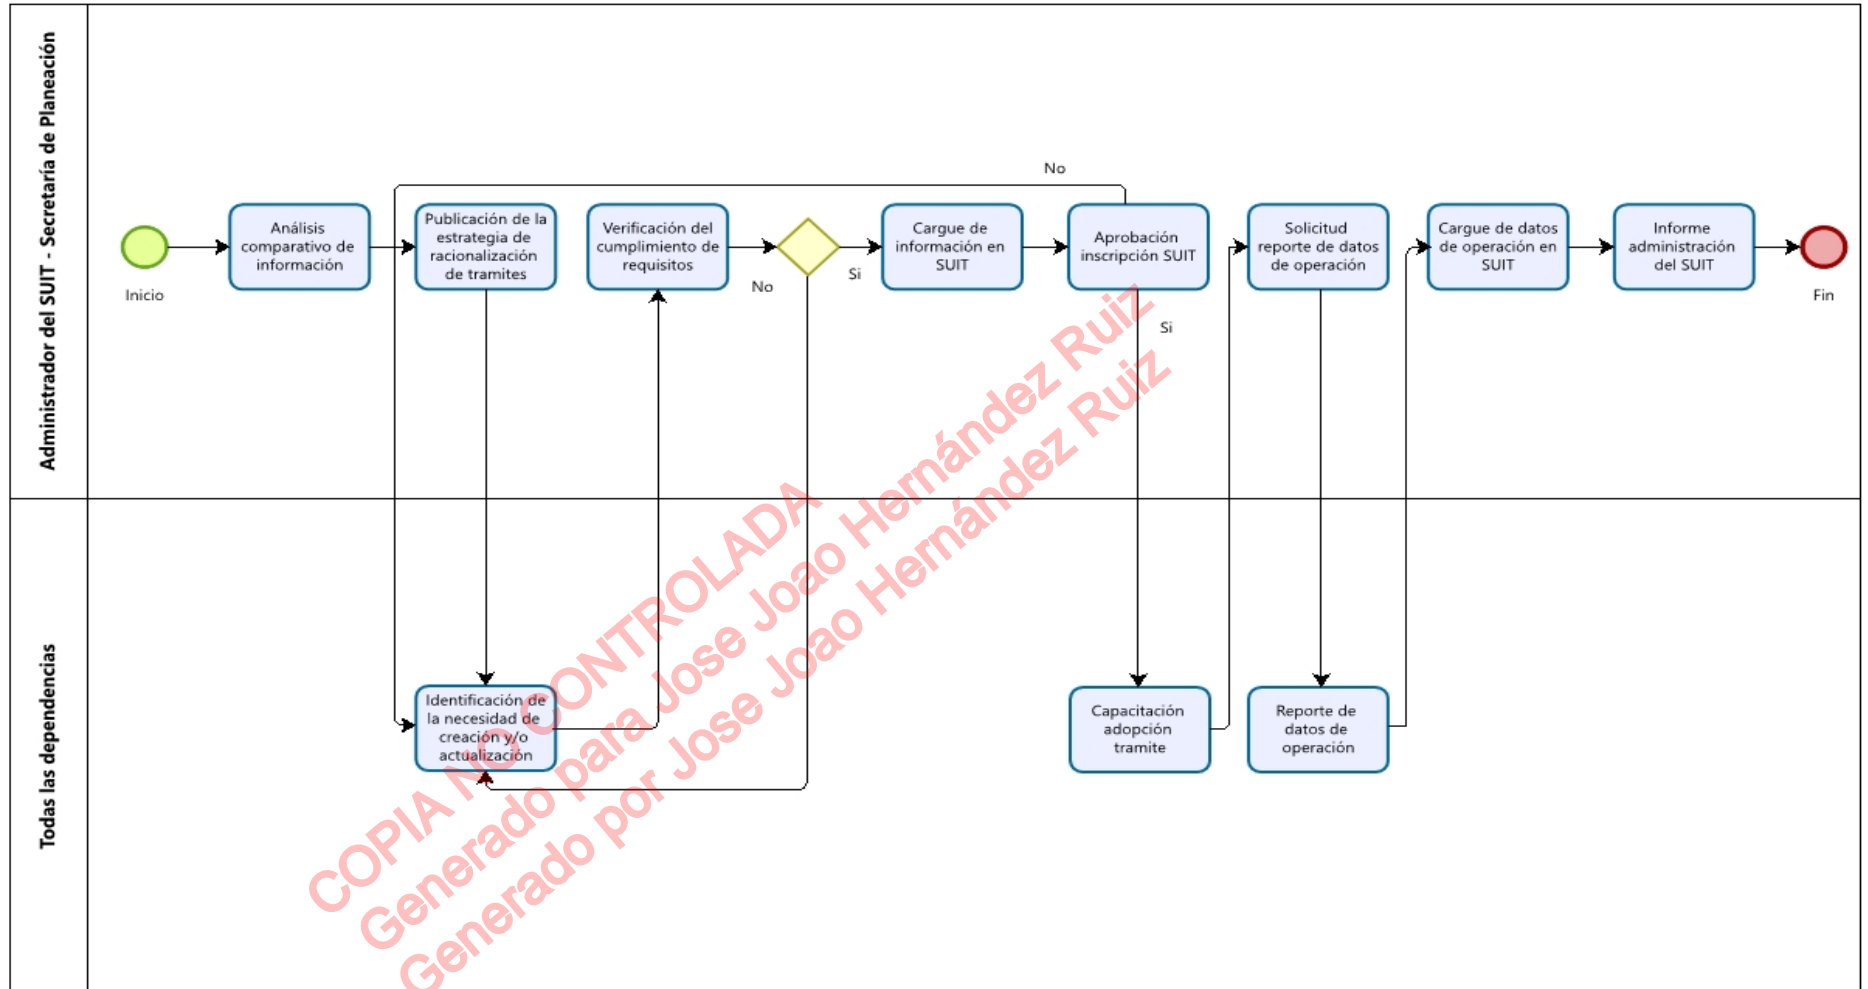 Administrador del SUIT - Secretaría de Planeación
No
Inicio
Análisis
comparativo de
información
Publicación de la
estrategia de
racionalización
de tramites
Verificación del
cumplimiento de
requisitos
No
Si
Cargue de
información en
SUIT
Aprobación
inscripción SUIT
Si
Solicitud
reporte de datos
de operación
Cargue de datos
de operación en
SUIT
Informe
administración
del SUIT
Fin
Todas las dependencias
Identificación de
la necesidad de
creación y/o
actualización
Capacitación
adopción
tramite
Reporte de
datos de
operación
COPIA NO CONTROLADA
Generado para Jose Joao Hernández Ruiz
Generado por Jose Joao Hernández Ruiz